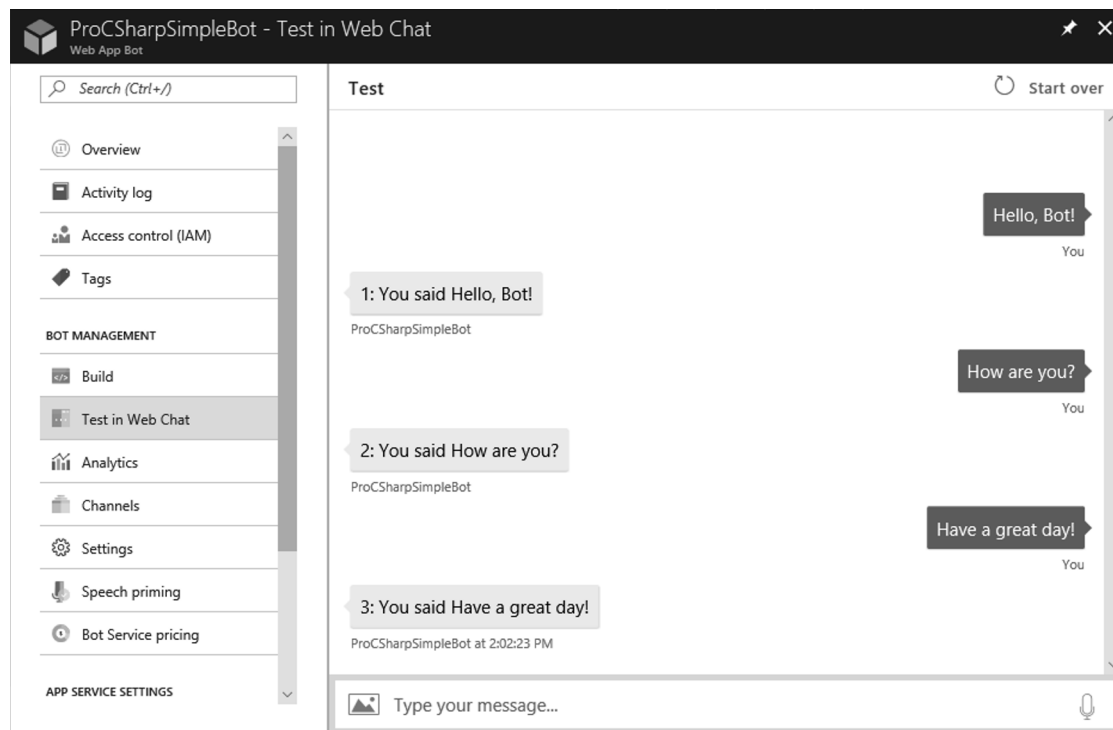 ProCSharpSimpleBot - Test in Web Chat
Web App Bot
Search (Ctrl+/)
Overview
Activity log
Access control (IAM)
Tags
BOT MANAGEMENT
Build
Test in Web Chat
Analytics
Channels
Settings
Speech priming
Bot Service pricing
APP SERVICE SETTINGS
Test
Start over
Hello, Bot!
You
1: You said Hello, Bot!
ProCSharpSimpleBot
How are you?
You
2: You said How are you?
ProCSharpSimpleBot
Have a great day!
You
3: You said Have a great day!
ProCSharpSimpleBot at 2:02:23 PM
Type your message...